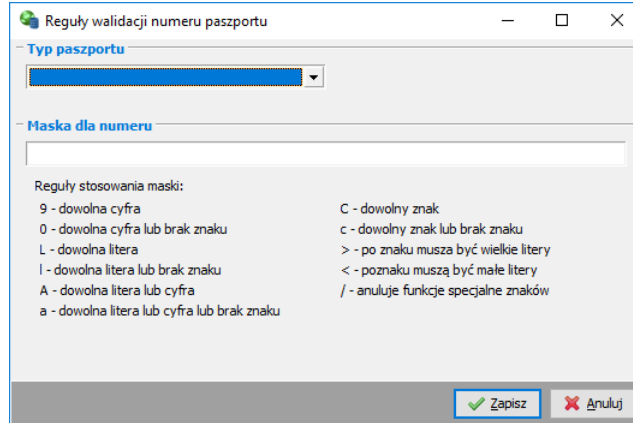 Reguły walidacji numeru paszportu
Typ paszportu
Maska dla numeru
Reguły stosowania maski:
9 - dowolna cyfra
0 - dowolna cyfra lub brak znaku
L - dowolna litera
l - dowolna litera lub brak znaku
A - dowolna litera lub cyfra
a - dowolna litera lub cyfra lub brak znaku
C - dowolny znak
c - dowolny znak lub brak znaku
> - po znaku musza być wielkie litery
< - poznaku muszą być małe litery
/ - anuluje funkcje specjalne znaków
Zapisz
Anuluj